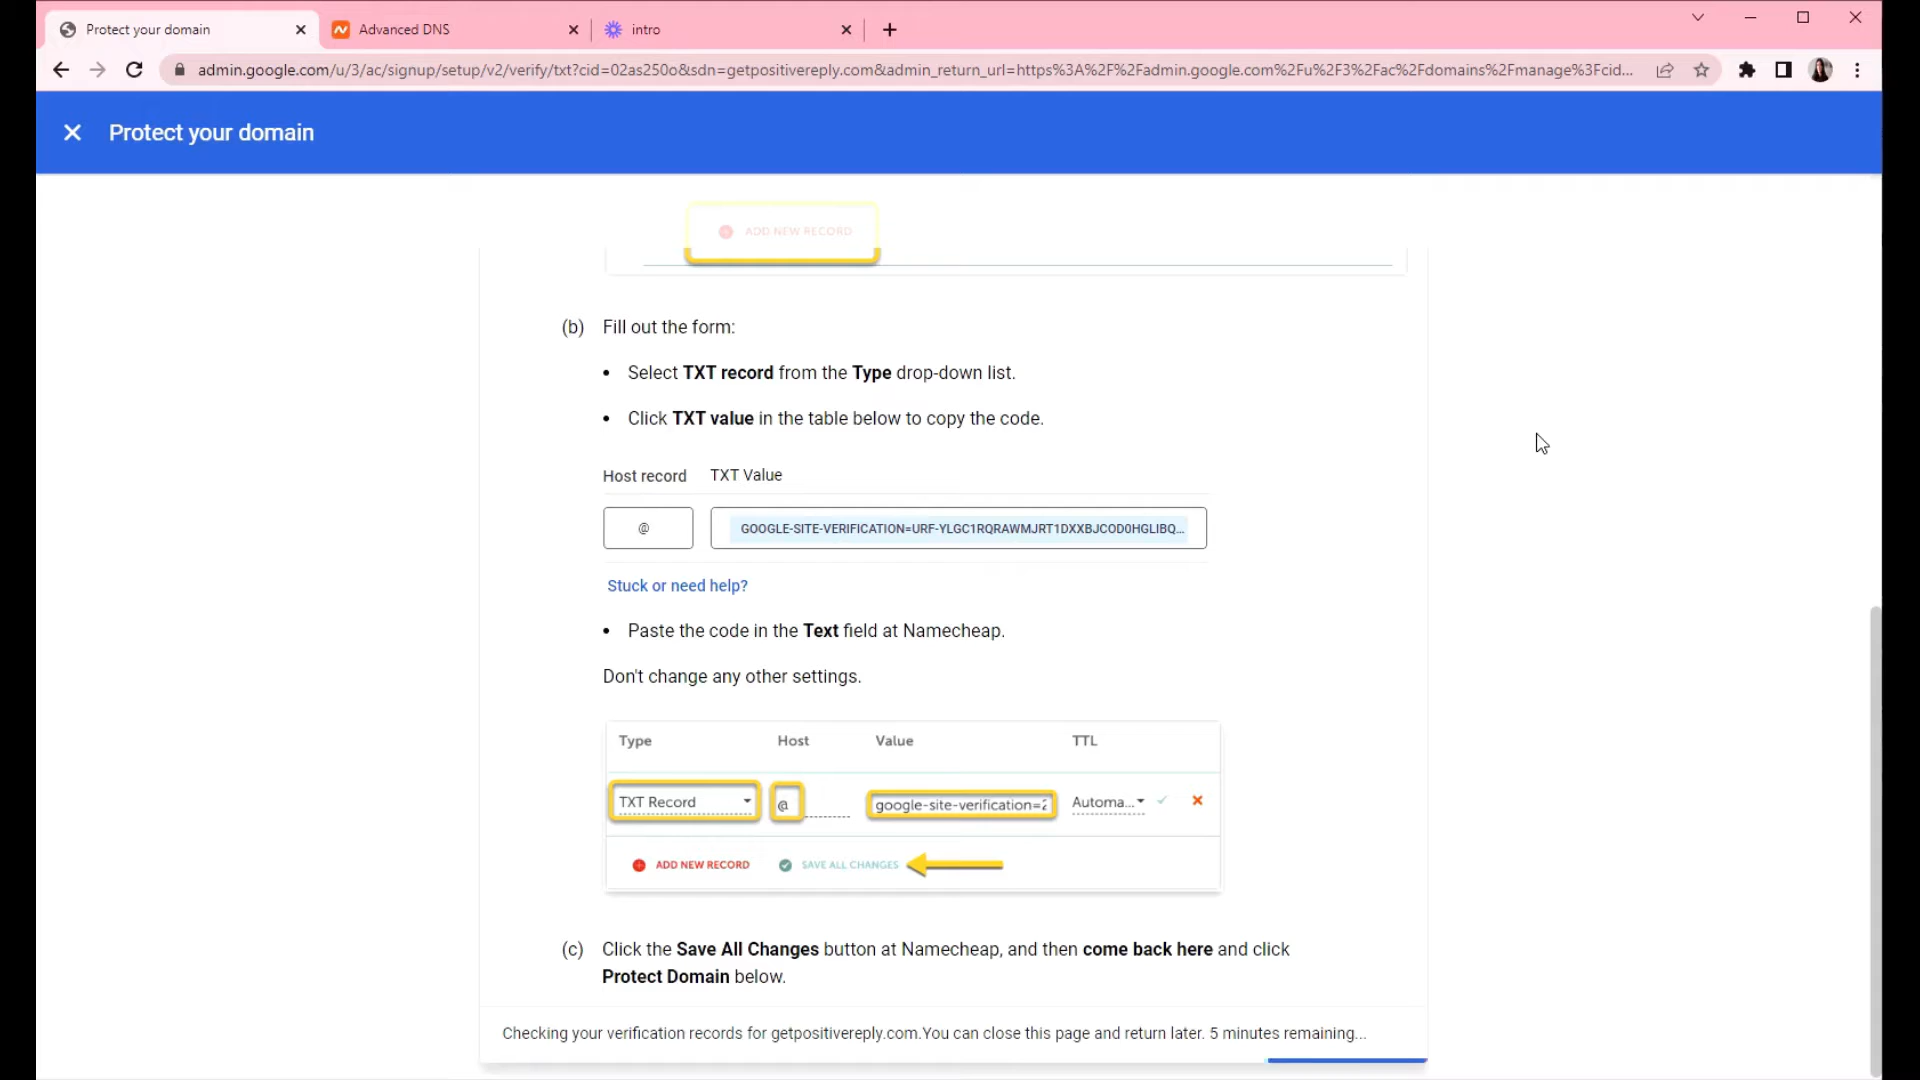 Protect your domain
Advanced DNS
intro
admin.google.com/u/3/ac/signup/setup/v2/verify/txt?cid=02as250o&sdn=getpositivereply.com&admin_return_url=https%3A%2F%2Fadmin.google.com%2Fu%2F3%2Fac%2Fdomains%2Fmanage%3Fcid...
Protect your domain
ADD NEW RECORD
(b) Fill out the form:
• Select TXT record from the Type drop-down list.
• Click TXT value in the table below to copy the code.
Host record TXT Value
@ GOOGLE-SITE-VERIFICATION=URF-YLGC1RQRAWMJRT1DXXBJCOD0HGLIBQ...
Stuck or need help?
• Paste the code in the Text field at Namecheap.
Don't change any other settings.
Type Host Value TTL
TXT Record @ google-site-verification=2 Automa...
ADD NEW RECORD SAVE ALL CHANGES
(c) Click the Save All Changes button at Namecheap, and then come back here and click
Protect Domain below.
Checking your verification records for getpositivereply.com.You can close this page and return later. 5 minutes remaining...